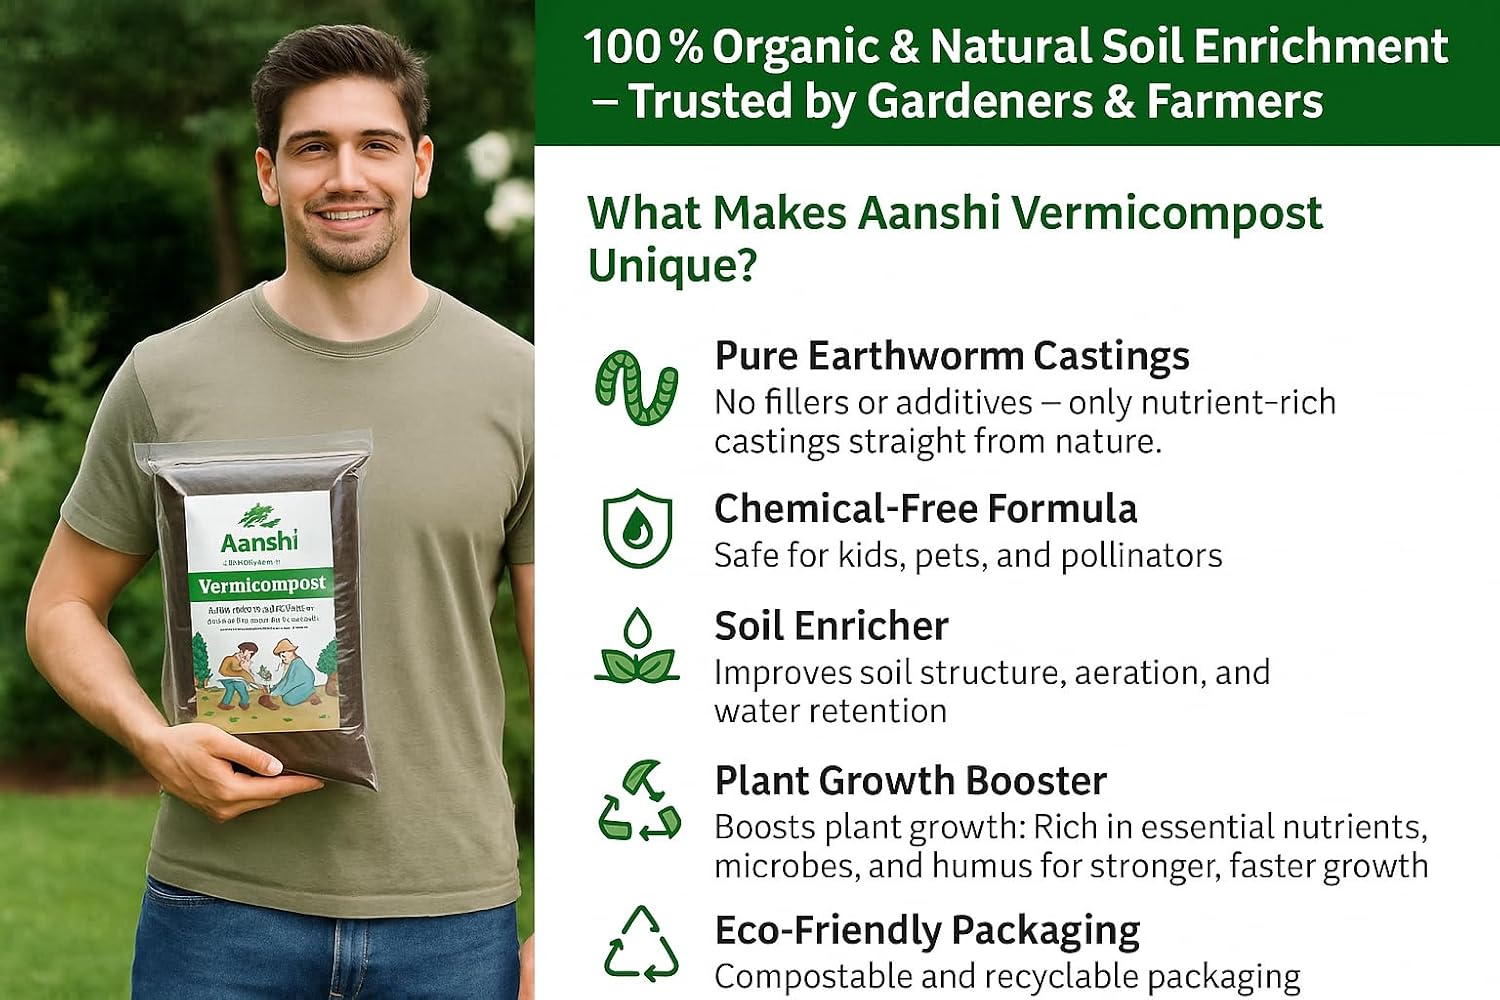 100% Organic & Natural Soil Enrichment
– Trusted by Gardeners & Farmers
What Makes Aanshi Vermicompost
Unique?
Pure Earthworm Castings
No fillers or additives – only nutrient-rich
castings straight from nature.
Chemical-Free Formula
Safe for kids, pets, and pollinators
Soil Enricher
Improves soil structure, aeration, and
water retention
Plant Growth Booster
Boosts plant growth: Rich in essential nutrients,
microbes, and humus for stronger, faster growth
Eco-Friendly Packaging
Compostable and recyclable packaging
Aanshi
Vermicompost